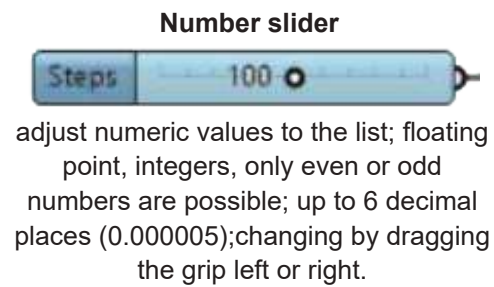 Number slider
Steps 100
adjust numeric values to the list; floating
point, integers, only even or odd
numbers are possible; up to 6 decimal
places (0.000005);changing by dragging
the grip left or right.